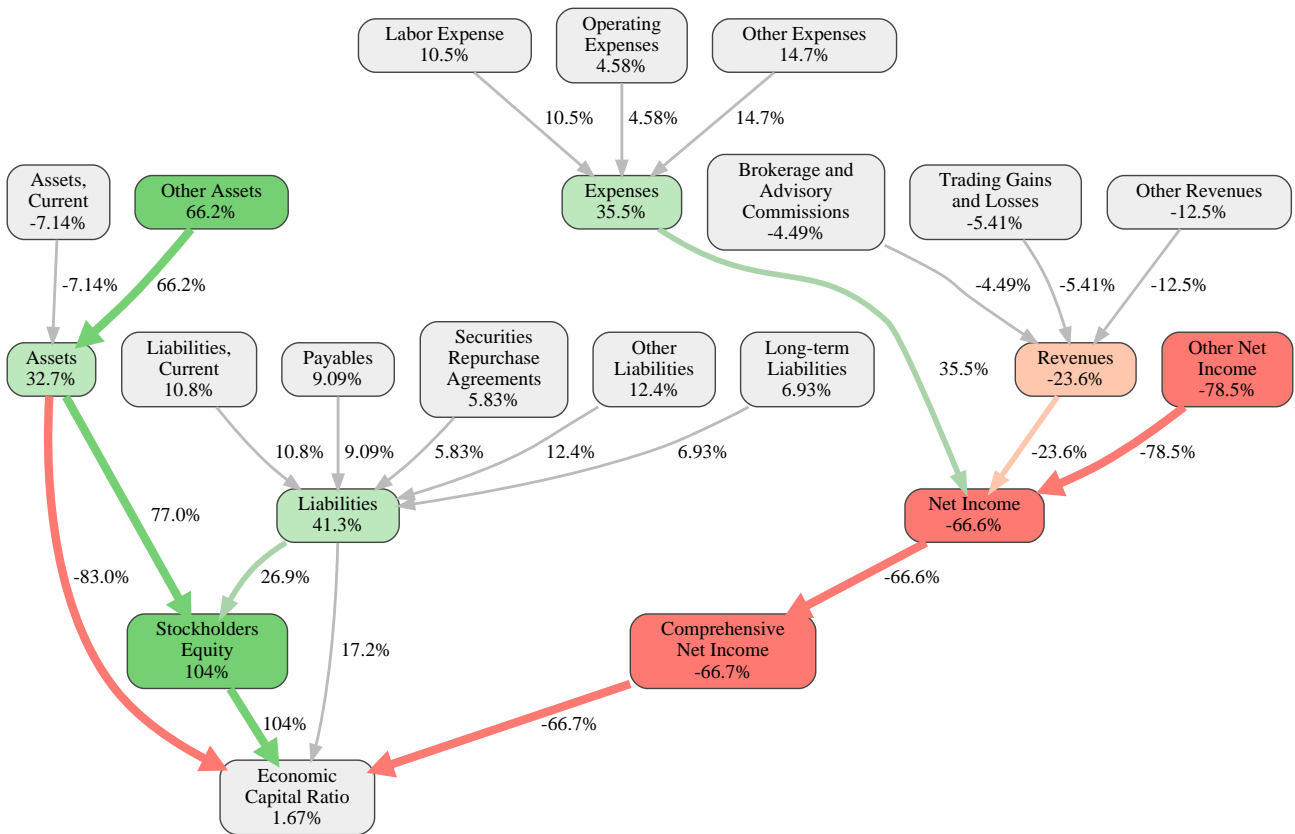 Labor Expense
10.5%
Operating
Expenses
4.58%
Other Expenses
14.7%
10.5%
4.58%
14.7%
Assets,
Current
-7.14%
Other Assets
66.2%
Expenses
35.5%
Brokerage and
Advisory
Commissions
-4.49%
Trading Gains
and Losses
-5.41%
Other Revenues
-12.5%
-7.14%
66.2%
-4.49%
-5.41%
-12.5%
Assets
32.7%
Liabilities,
Current
10.8%
Payables
9.09%
Securities
Repurchase
Agreements
5.83%
Other
Liabilities
12.4%
Long-term
Liabilities
6.93%
35.5%
Revenues
-23.6%
Other Net
Income
-78.5%
10.8%
9.09%
5.83%
12.4%
6.93%
-23.6%
-78.5%
77.0%
Liabilities
41.3%
Net Income
-66.6%
-83.0%
26.9%
-66.6%
Stockholders
Equity
104%
17.2%
Comprehensive
Net Income
-66.7%
104%
-66.7%
Economic
Capital Ratio
1.67%